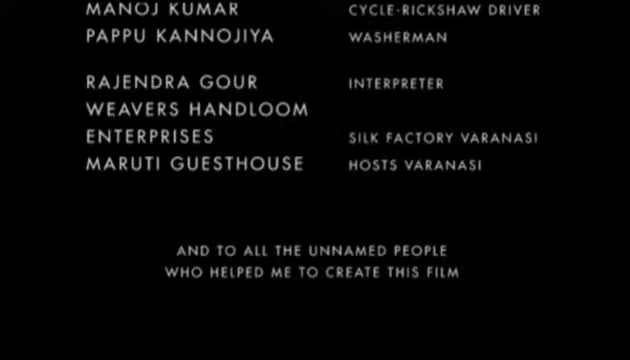 MANOJ KUMAR CYCLE-RICKSHAW DRIVER
PAPPU KANNOJIYA WASHERMAN
RAJENDRA GOUR INTERPRETER
WEAVERS HANDLOOM
ENTERPRISES SILK FACTORY VARANASI
MARUTI GUESTHOUSE HOSTS VARANASI
AND TO ALL THE UNNAMED PEOPLE
WHO HELPED ME TO CREATE THIS FILM